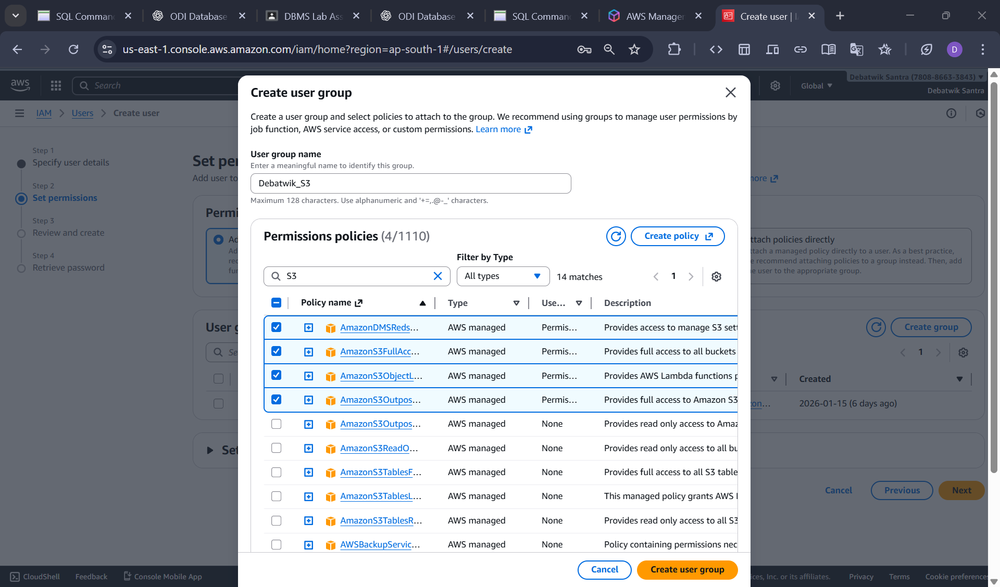 SQL Comman
ODI Database
DBMS Lab Ass
ODI Database
SQL Comman
AWS Manager
Create user | I
us-east-1.console.aws.amazon.com/iam/home?region=ap-south-1#/users/create
D
aws
Search
Global
Debatwik Santra (7808-8663-3843)
Debatwik Santra
IAM
Users
Create user
Step 1
Specify user details
Step 2
Set permissions
Step 3
Review and create
Step 4
Retrieve password
Set per
Add user to
more
Permi
Ad
Ad
rec
fur
ttach policies directly
ttach a managed policy directly to a user. As a best practice,
e recommend attaching policies to a group instead. Then, add
e user to the appropriate group.
User g
Create group
Se
1
Created
on...
2026-01-15 (6 days ago)
Set
Cancel
Previous
Next
Create user group
Create a user group and select policies to attach to the group. We recommend using groups to manage user permissions by
job function, AWS service access, or custom permissions. Learn more
User group name
Enter a meaningful name to identify this group.
Debatwik_S3
Maximum 128 characters. Use alphanumeric and '+=,.@-_' characters.
Permissions policies (4/1110)
Create policy
Filter by Type
S3
All types
14 matches
1
Policy name
Type
Use...
Description
AmazonDMSReds... AWS managed Permis... Provides access to manage S3 sett
AmazonS3FullAcc... AWS managed Permis... Provides full access to all buckets
AmazonS3ObjectL... AWS managed Permis... Provides AWS Lambda functions p
AmazonS3Outpos... AWS managed Permis... Provides full access to Amazon S3
AmazonS3Outpos... AWS managed None Provides read only access to Amaz
AmazonS3ReadO... AWS managed None Provides read only access to all bu
AmazonS3TablesF... AWS managed None Provides full access to all S3 table
AmazonS3TablesL... AWS managed None This managed policy grants AWS l
AmazonS3TablesR... AWS managed None Provides read only access to all S3
AWSBackupServic... AWS managed None Policy containing permissions nec
Cancel
Create user group
CloudShell
Feedback
Console Mobile App
ices, Inc. or its affiliates.
Privacy
Terms
Cookie preferences